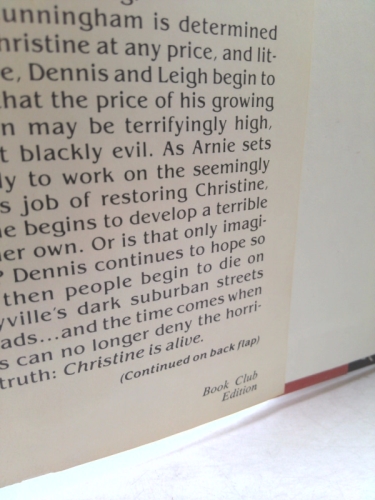 unningham is determined
hristine at any price, and lit-
e, Dennis and Leigh begin to
hat the price of his growing
n may be terrifyingly high,
t blackly evil. As Arnie sets
ly to work on the seemingly
s job of restoring Christine,
he begins to develop a terrible
her own. Or is that only imagi-
? Dennis continues to hope so
then people begin to die on
yville's dark suburban streets
ads...and the time comes when
s can no longer deny the horri-
truth: Christine is alive.
(Continued on back flap)
Book Club
Edition